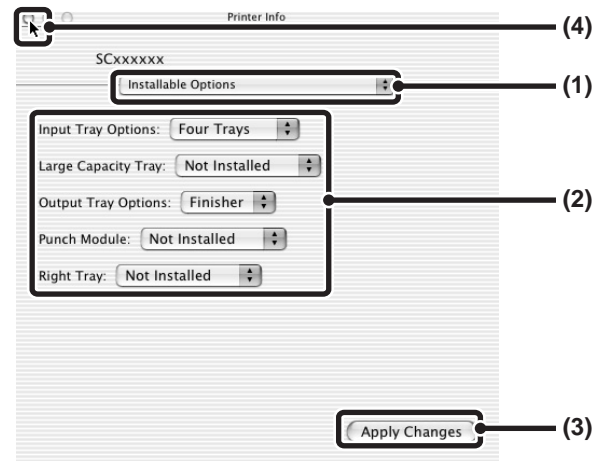 Printer Info
(4)
SCxxxxxx
Installable Options
(1)
Input Tray Options: Four Trays
Large Capacity Tray: Not Installed
Output Tray Options: Finisher
(2)
Punch Module: Not Installed
Right Tray: Not Installed
Apply Changes
(3)